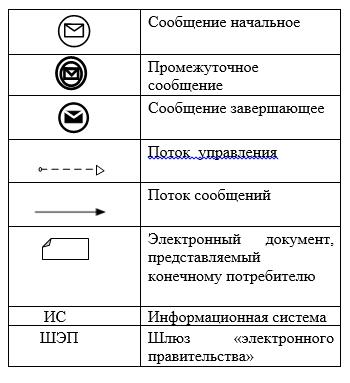 Сообщение начальное
Промежуточное
сообщение
Сообщение завершающее
Поток управления
Поток сообщений
Электронный документ,
представляемый
конечному потребителю
ИС Информационная система
ШЭП Шлюз «электронного
правительства»